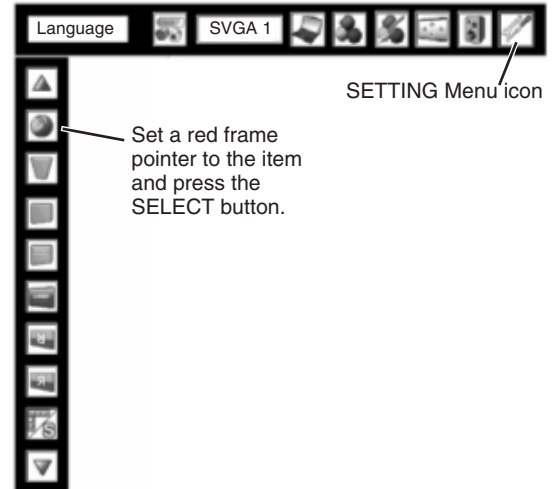 Language
SVGA 1
SETTING Menu icon
Set a red frame
pointer to the item
and press the
SELECT button.
S